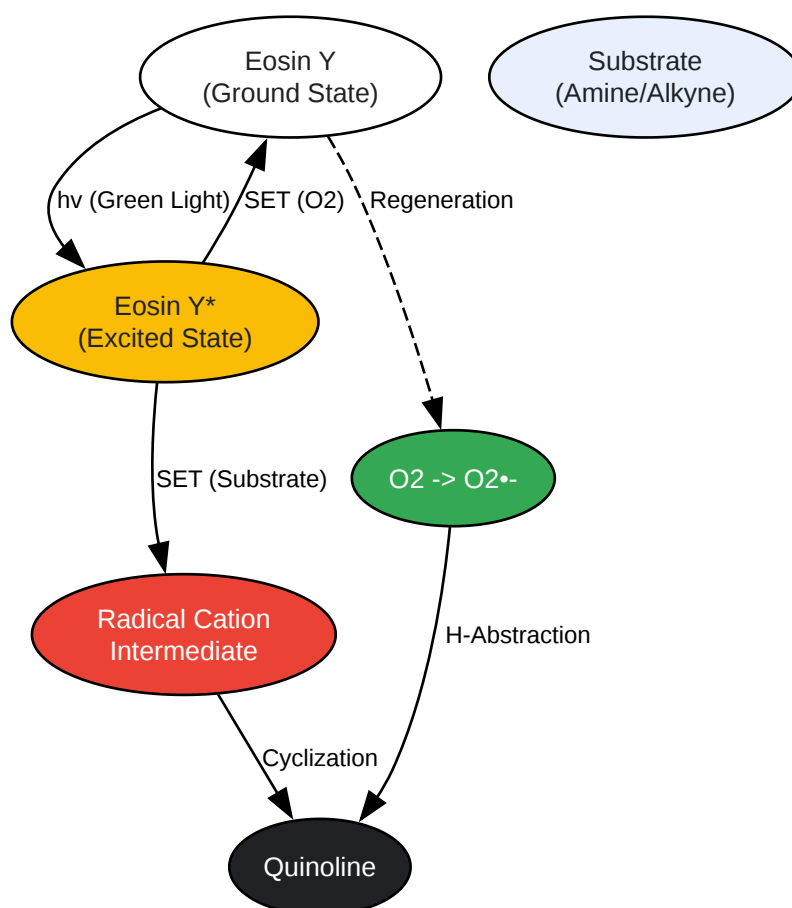 Eosin Y
(Ground State)
Substrate
(Amine/Alkyne)
hv (Green Light)
SET (O2)
Regeneration
Eosin Y*
(Excited State)
SET (Substrate)
O2 -> O2•-
Radical Cation
Intermediate
H-Abstraction
Cyclization
Quinoline